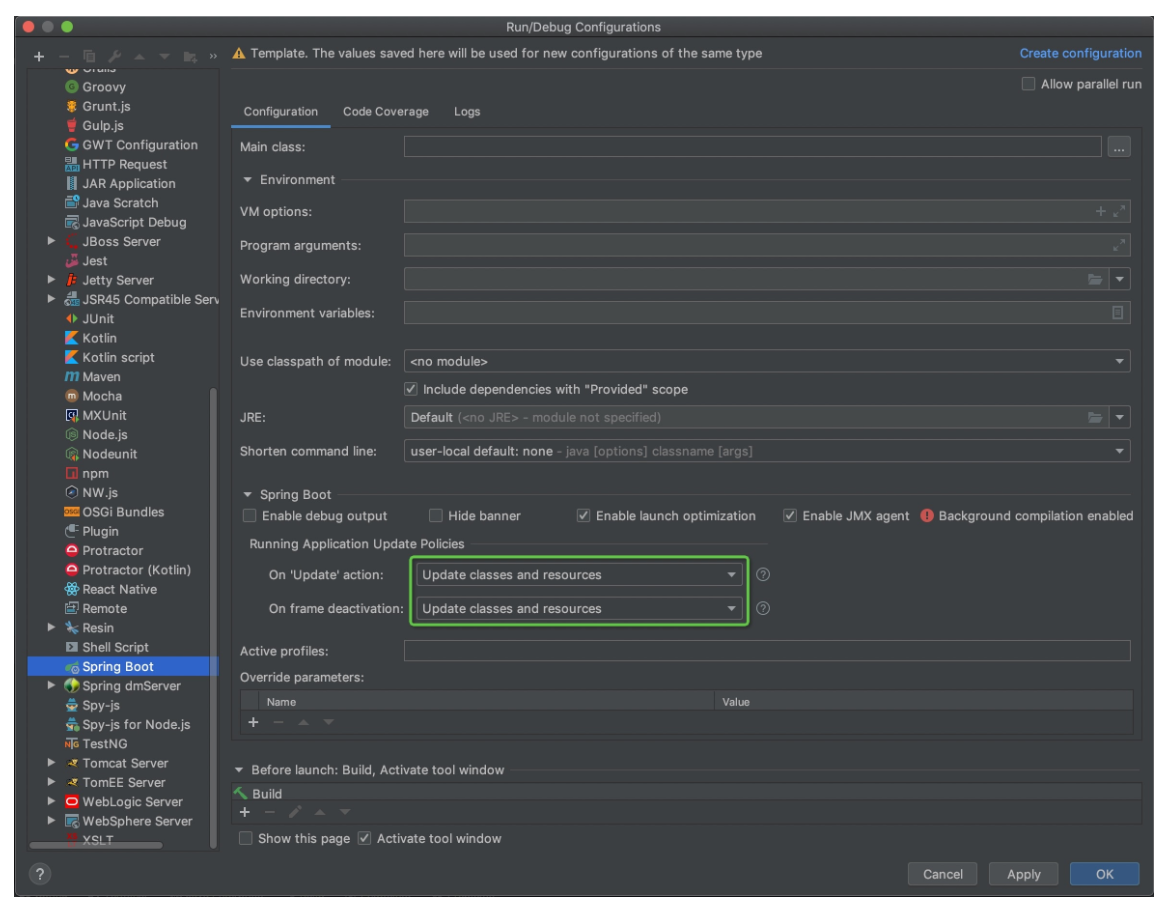 Run/Debug Configurations
Template. The values saved here will be used for new configurations of the same type
Create configuration
Allow parallel run
Groovy
Grunt.js
Gulp.js
GWT Configuration
HTTP Request
JAR Application
Java Scratch
JavaScript Debug
JBoss Server
Jest
Jetty Server
JSR45 Compatible Serv
JUnit
Kotlin
Kotlin script
Maven
Mocha
MXUnit
Node.js
Nodeunit
npm
NW.js
OSGi Bundles
Plugin
Protractor
Protractor (Kotlin)
React Native
Remote
Resin
Shell Script
Spring Boot
Spring dmServer
Spy-js
Spy-js for Node.js
TestNG
Tomcat Server
TomEE Server
WebLogic Server
WebSphere Server
XSLT
Configuration Code Coverage Logs
Main class: ...
Environment
VM options:
Program arguments:
Working directory:
Environment variables:
Use classpath of module: <no module>
Include dependencies with "Provided" scope
JRE: Default (<no JRE> - module not specified)
Shorten command line: user-local default: none - java [options] classname [args]
Spring Boot
Enable debug output Hide banner Enable launch optimization Enable JMX agent Background compilation enabled
Running Application Update Policies
On 'Update' action: Update classes and resources ?
On frame deactivation: Update classes and resources ?
Active profiles:
Override parameters:
Name Value
Before launch: Build, Activate tool window
Build
Show this page Activate tool window
? Cancel Apply OK